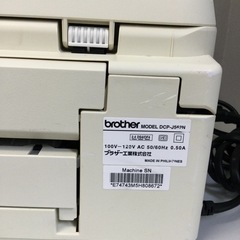 brother MODEL DCP-J567N
100V-120V AC 50/60Hz 0.50A
ブラザー工業株式会社
MADE IN PHILIPPINES
Machine SN
*E74743M5H808672*